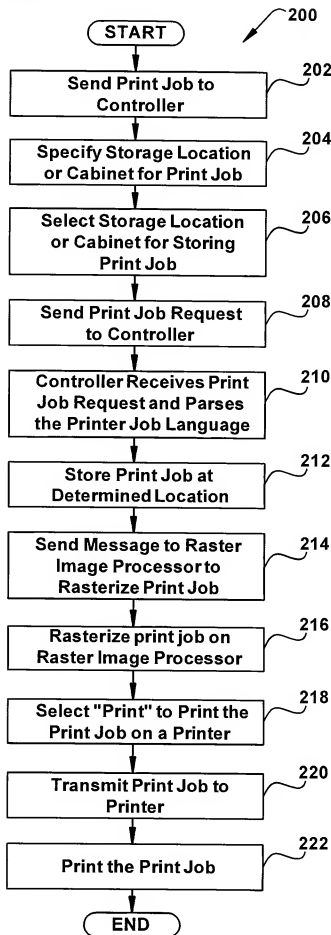 200
START
202
Send Print Job to
Controller
204
Specify Storage Location
or Cabinet for Print Job
206
Select Storage Location
or Cabinet for Storing
Print Job
208
Send Print Job Request
to Controller
210
Controller Receives Print
Job Request and Parses
the Printer Job Language
212
Store Print Job at
Determined Location
214
Send Message to Raster
Image Processor to
Rasterize Print Job
216
Rasterize print job on
Raster Image Processor
218
Select "Print" to Print the
Print Job on a Printer
220
Transmit Print Job to
Printer
222
Print the Print Job
END